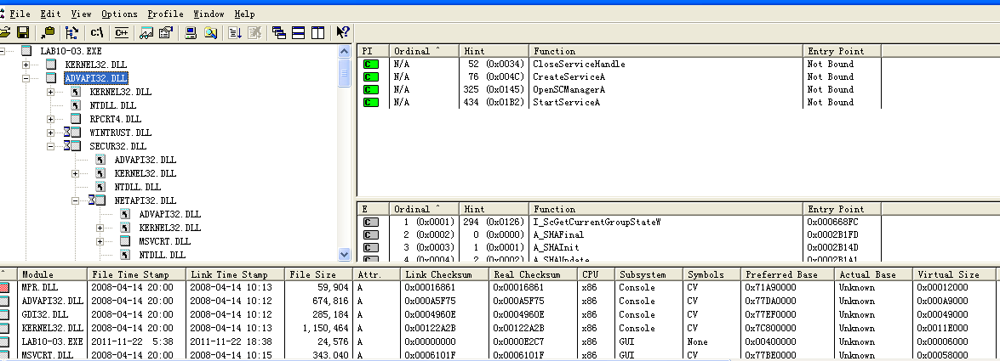 File Edit View Options Profile Window Help
C:\ C++
LAB10-03.EXE
KERNEL32.DLL
ADVAPI32.DLL
KERNEL32.DLL
NTDLL.DLL
RPCRT4.DLL
WINTRUST.DLL
SECUR32.DLL
ADVAPI32.DLL
KERNEL32.DLL
NTDLL.DLL
NETAPI32.DLL
ADVAPI32.DLL
KERNEL32.DLL
MSVCRT.DLL
NTDLL.DLL
PI Ordinal ^ Hint Function Entry Point
C N/A 52 (0x0034) CloseServiceHandle Not Bound
C N/A 76 (0x004C) CreateServiceA Not Bound
C N/A 325 (0x0145) OpenSCManagerA Not Bound
C N/A 434 (0x01B2) StartServiceA Not Bound
E Ordinal ^ Hint Function Entry Point
C 1 (0x0001) 294 (0x0126) I_ScGetCurrentGroupStateW 0x000668FC
C 2 (0x0002) 0 (0x0000) A_SHAFinal 0x0002B1FD
C 3 (0x0003) 1 (0x0001) A_SHAInit 0x0002B14D
C 4 (0x0004) 2 (0x0002) A_SHAUpdate 0x0002B1A1
^ Module File Time Stamp Link Time Stamp File Size Attr. Link Checksum Real Checksum CPU Subsystem Symbols Preferred Base Actual Base Virtual Size
MPR.DLL 2008-04-14 20:00 2008-04-14 10:13 59,904 A 0x00016861 0x00016861 x86 Console CV 0x71A90000 Unknown 0x00012000
ADVAPI32.DLL 2008-04-14 20:00 2008-04-14 10:12 674,816 A 0x000A5F75 0x000A5F75 x86 Console CV 0x77DA0000 Unknown 0x000A9000
GDI32.DLL 2008-04-14 20:00 2008-04-14 10:12 285,184 A 0x0004960E 0x0004960E x86 Console CV 0x77EF0000 Unknown 0x00049000
KERNEL32.DLL 2008-04-14 20:00 2008-04-14 10:13 1,150,464 A 0x00122A2B 0x00122A2B x86 Console CV 0x7C800000 Unknown 0x0011E000
LAB10-03.EXE 2011-11-22 5:38 2011-11-22 18:38 24,576 A 0x00000000 0x0000E2C7 x86 GUI None 0x00400000 Unknown 0x00006000
MSVCRT.DLL 2008-04-14 20:00 2008-04-14 10:15 343,040 A 0x0006101F 0x0006101F x86 GUI CV 0x77BE0000 Unknown 0x00058000